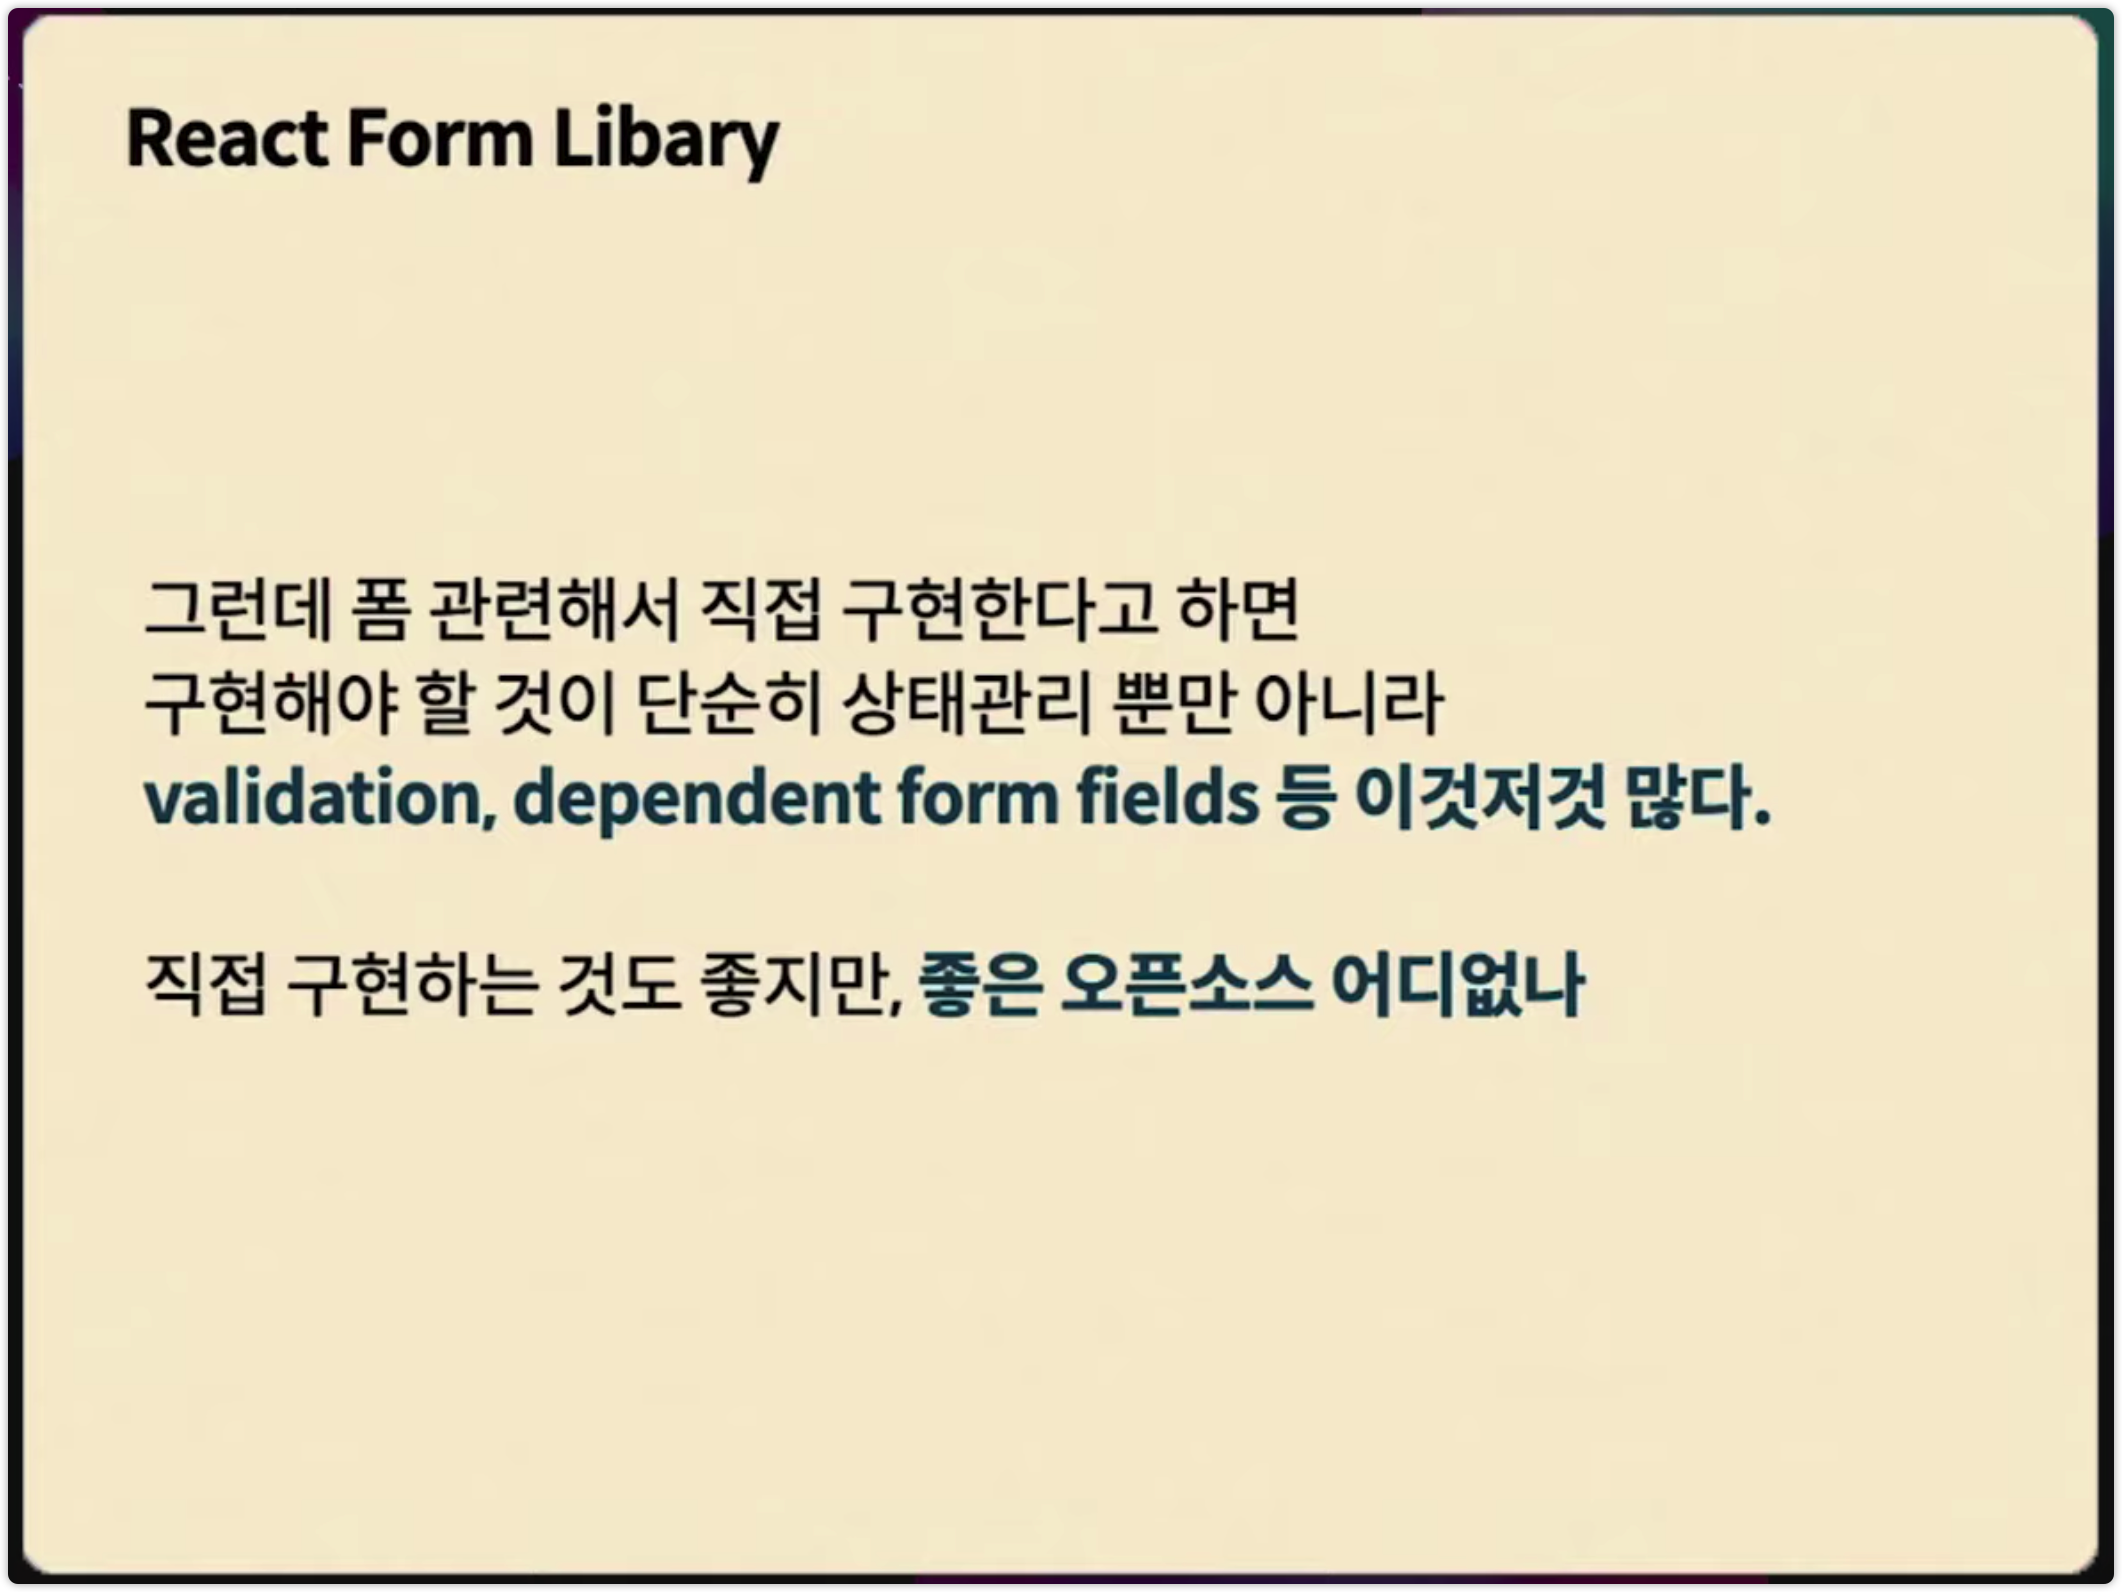 React Form Libary
그런데 폼 관련해서 직접 구현한다고 하면
구현해야 할 것이 단순히 상태관리 뿐만 아니라
validation, dependent form fields 등 이것저것 많다.
직접 구현하는 것도 좋지만, 좋은 오픈소스 어디없나